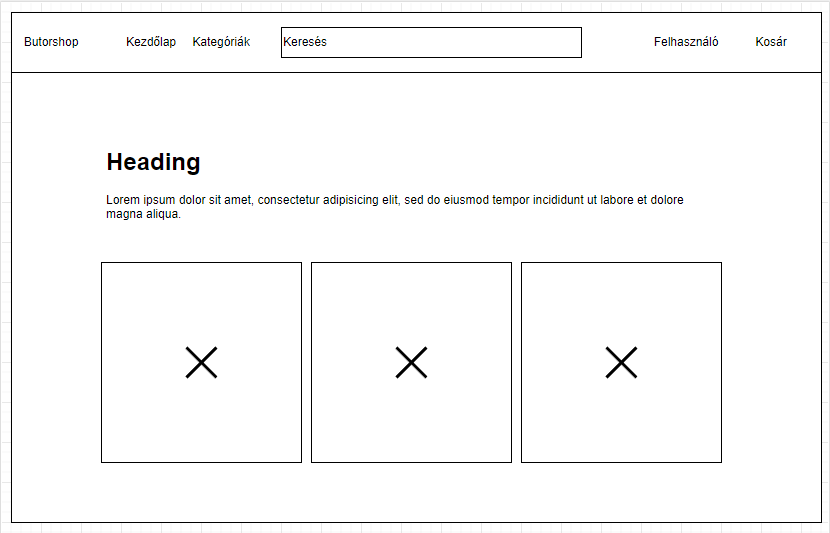 Butorshop Kezdőlap Kategóriák Keresés Felhasználó Kosár
Heading
Lorem ipsum dolor sit amet, consectetur adipisicing elit, sed do eiusmod tempor incididunt ut labore et dolore
magna aliqua.